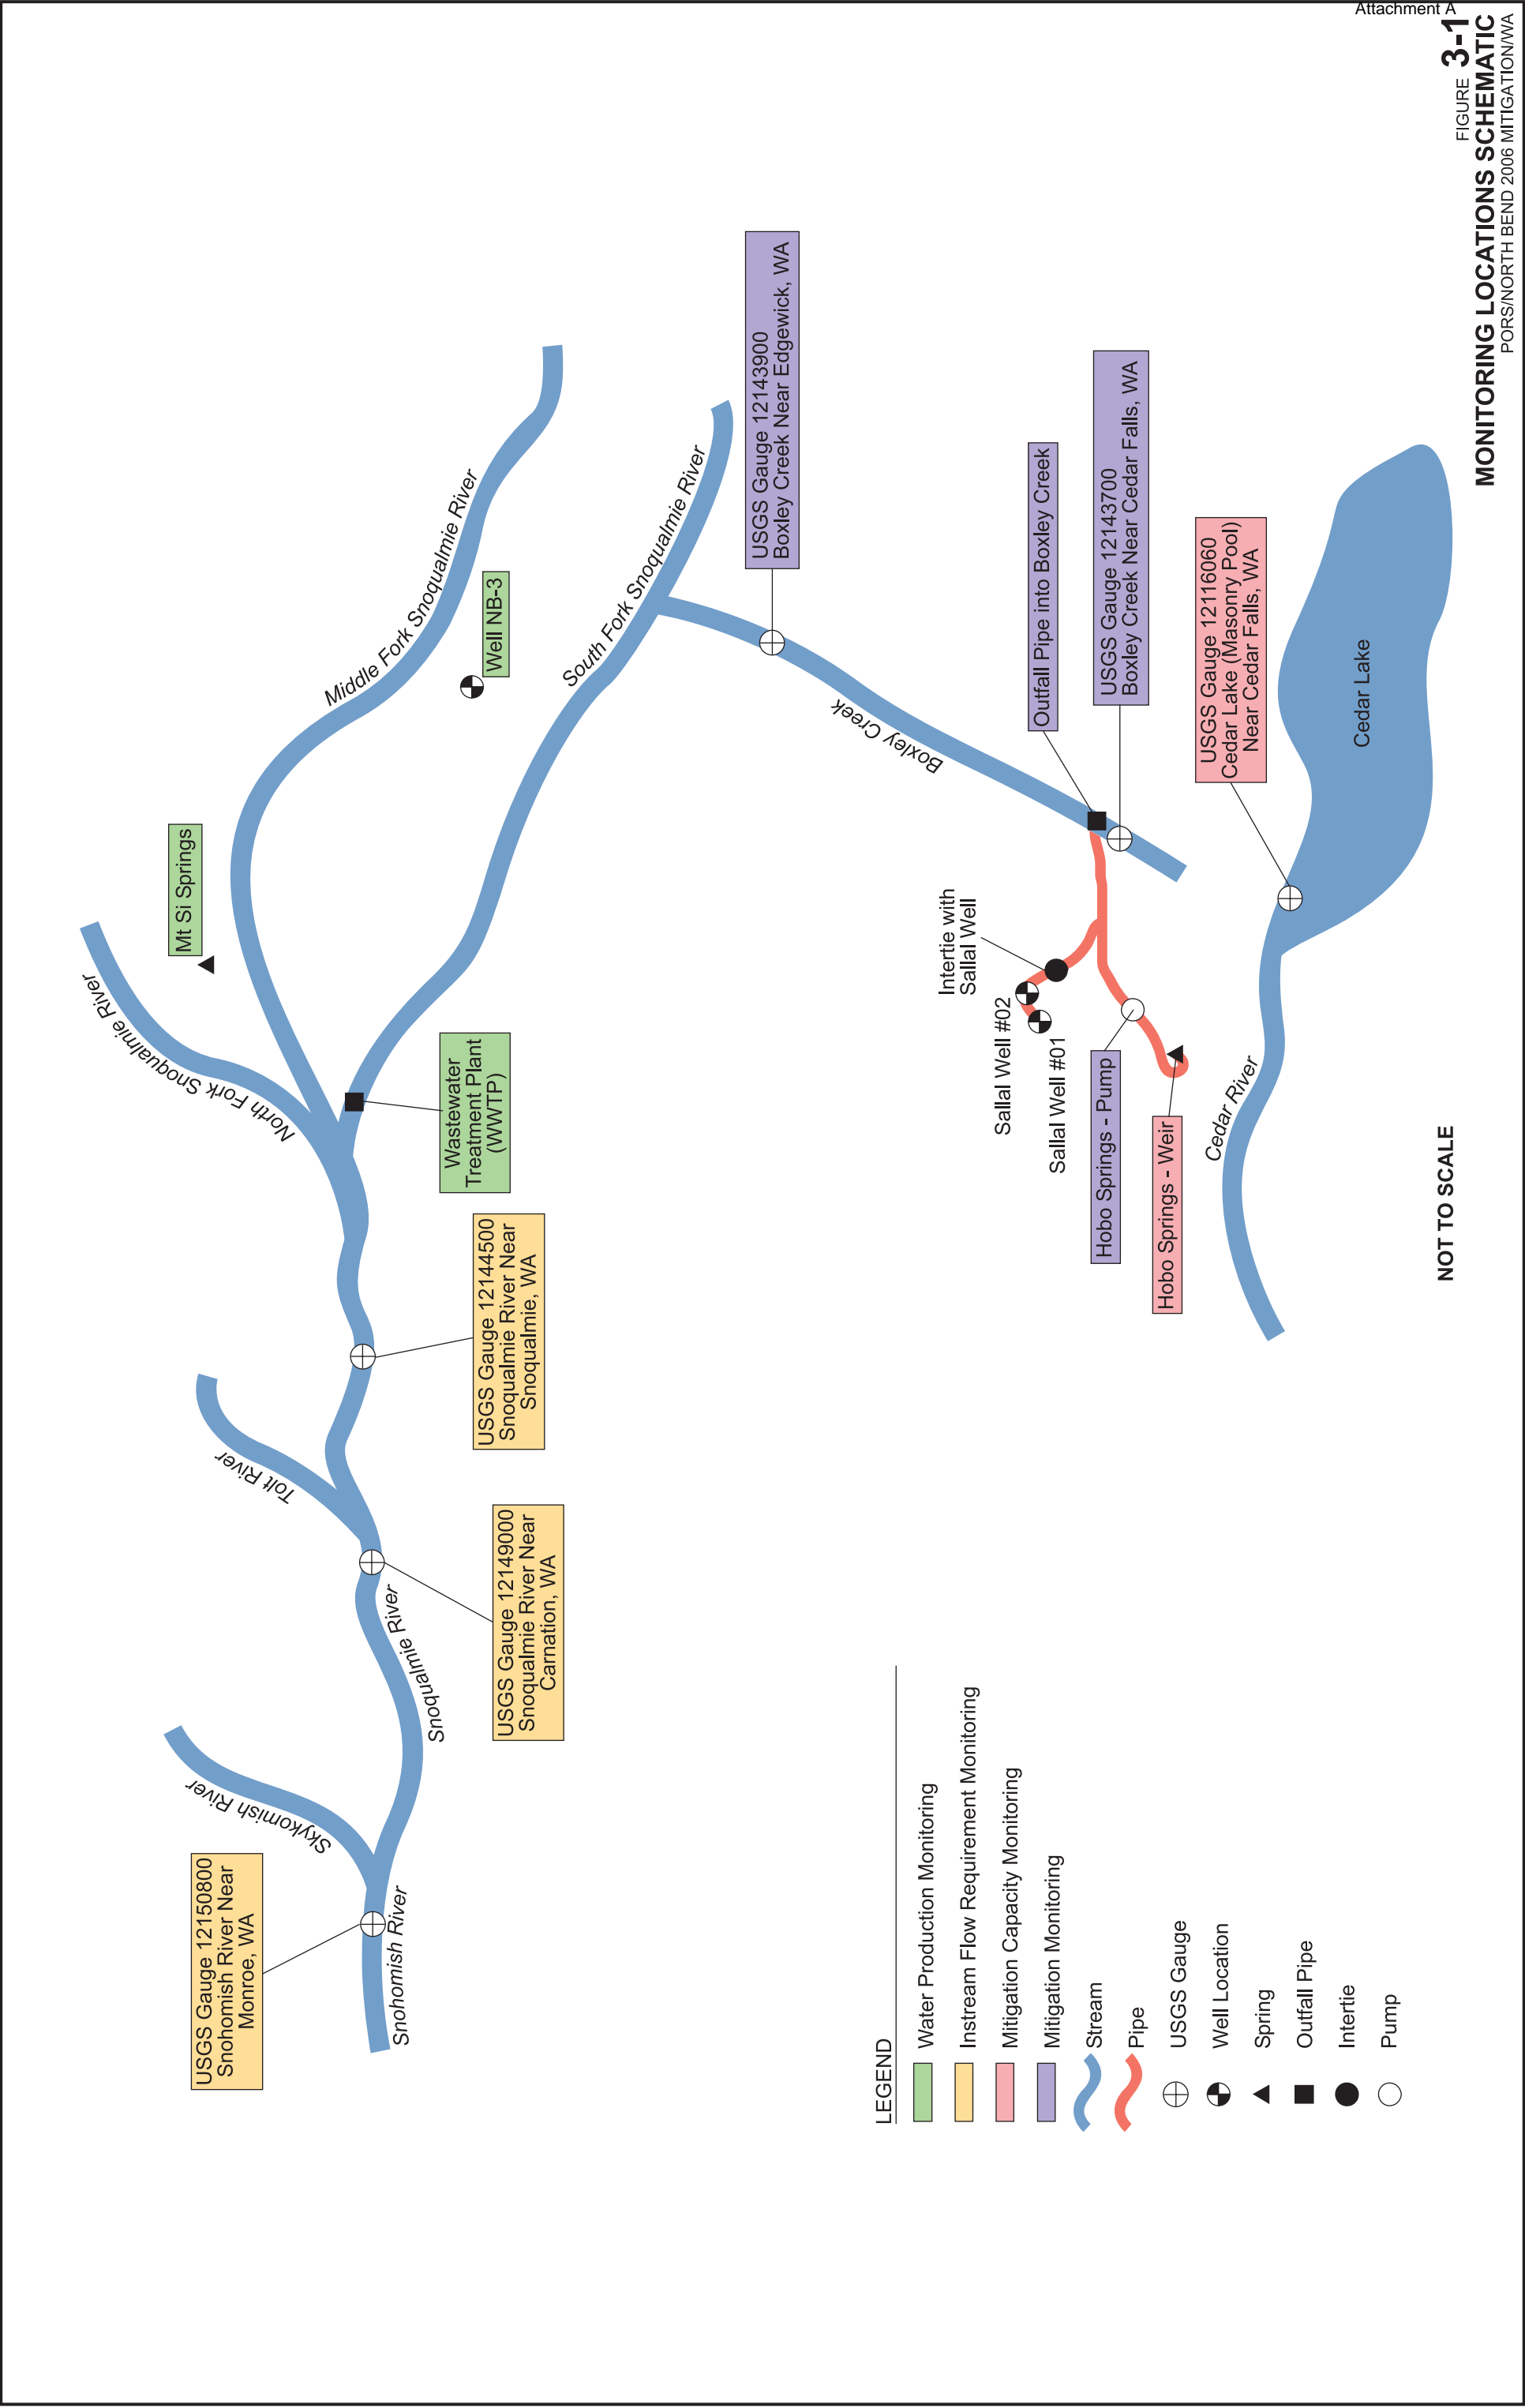 Attachment A
USGS Gauge 12150800
Snohomish River Near
Monroe, WA
Skykomish River
Snohomish River
Snoqualmie River
Tolt River
USGS Gauge 12149000
Snoqualmie River Near
Carnation, WA
USGS Gauge 12144500
Snoqualmie River Near
Snoqualmie, WA
North Fork Snoqualmie River
Mt Si Springs
Wastewater
Treatment Plant
(WWTP)
Middle Fork Snoqualmie River
Well NB-3
South Fork Snoqualmie River
USGS Gauge 12143900
Boxley Creek Near Edgewick, WA
Boxley Creek
Outfall Pipe into Boxley Creek
USGS Gauge 12143700
Boxley Creek Near Cedar Falls, WA
Intertie with
Sallal Well
Sallal Well #02
Sallal Well #01
Hobo Springs - Pump
Hobo Springs - Weir
USGS Gauge 12116060
Cedar Lake (Masonry Pool)
Near Cedar Falls, WA
Cedar River
Cedar Lake
LEGEND
Water Production Monitoring
Instream Flow Requirement Monitoring
Mitigation Capacity Monitoring
Mitigation Monitoring
Stream
Pipe
USGS Gauge
Well Location
Spring
Outfall Pipe
Intertie
Pump
NOT TO SCALE
FIGURE 3-1
MONITORING LOCATIONS SCHEMATIC
PORS/NORTH BEND 2006 MITIGATION/WA